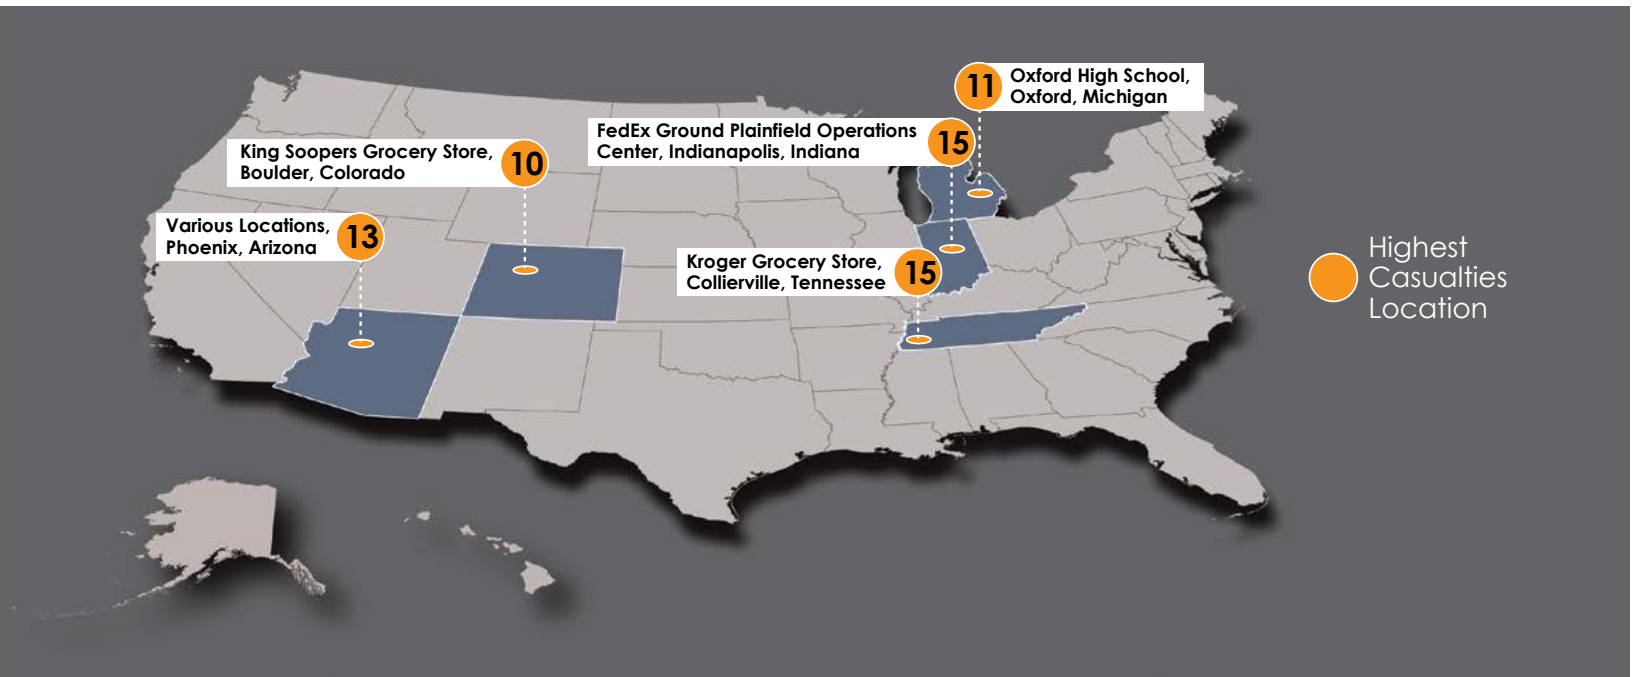 11
Oxford High School,
Oxford, Michigan
FedEx Ground Plainfield Operations
Center, Indianapolis, Indiana
15
King Soopers Grocery Store,
Boulder, Colorado
10
Various Locations,
Phoenix, Arizona
13
Kroger Grocery Store,
Collierville, Tennessee
15
Highest
Casualties
Location